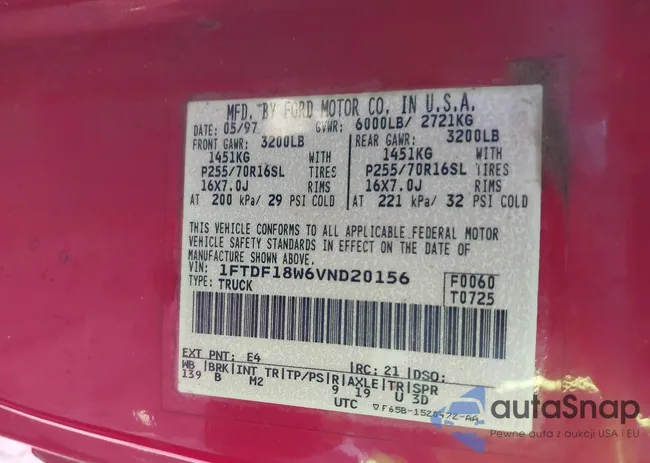 MFD. BY FORD MOTOR CO. IN U.S.A.
DATE: 05/97 GVWR: 6000LB/ 2721KG
FRONT GAWR: 3200LB REAR GAWR: 3200LB
1451KG WITH 1451KG WITH
P255/70R16SL TIRES P255/70R16SL TIRES
16X7.0J RIMS 16X7.0J RIMS
AT 200 kPa/ 29 PSI COLD AT 221 kPa/ 32 PSI COLD
THIS VEHICLE CONFORMS TO ALL APPLICABLE FEDERAL MOTOR
VEHICLE SAFETY STANDARDS IN EFFECT ON THE DATE OF
MANUFACTURE SHOWN ABOVE.
VIN: 1FTDF18W6VND20156 F0060
TYPE: TRUCK T0725
EXT PNT: E4 RC: 21 DSO:
WB BRK INT TR TP/PS R AXLE TR SPR
139 B M2 9 19 U 3D
UTC F65B-1520472-AA
autaSnap
Pewne auta z aukcji USA i EU